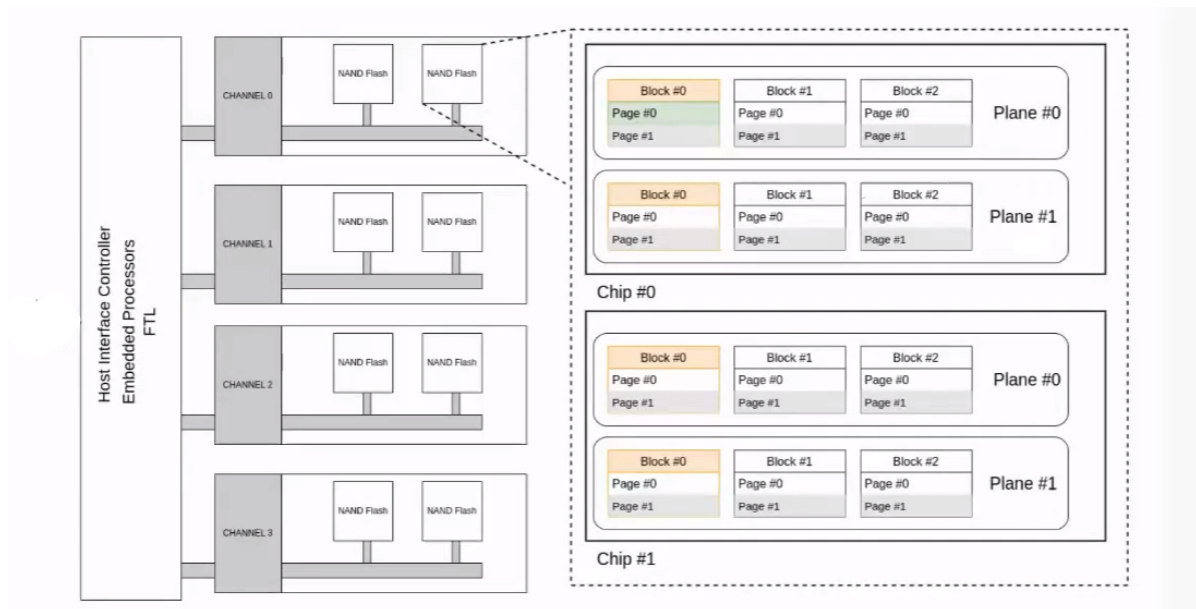 Host Interface Controller
Embedded Processors
FTL
CHANNEL 0
NAND Flash
NAND Flash
CHANNEL 1
NAND Flash
NAND Flash
CHANNEL 2
NAND Flash
NAND Flash
CHANNEL 3
NAND Flash
NAND Flash
Block #0
Page #0
Page #1
Block #1
Page #0
Page #1
Block #2
Page #0
Page #1
Plane #0
Block #0
Page #0
Page #1
Block #1
Page #0
Page #1
Block #2
Page #0
Page #1
Plane #1
Chip #0
Block #0
Page #0
Page #1
Block #1
Page #0
Page #1
Block #2
Page #0
Page #1
Plane #0
Block #0
Page #0
Page #1
Block #1
Page #0
Page #1
Block #2
Page #0
Page #1
Plane #1
Chip #1